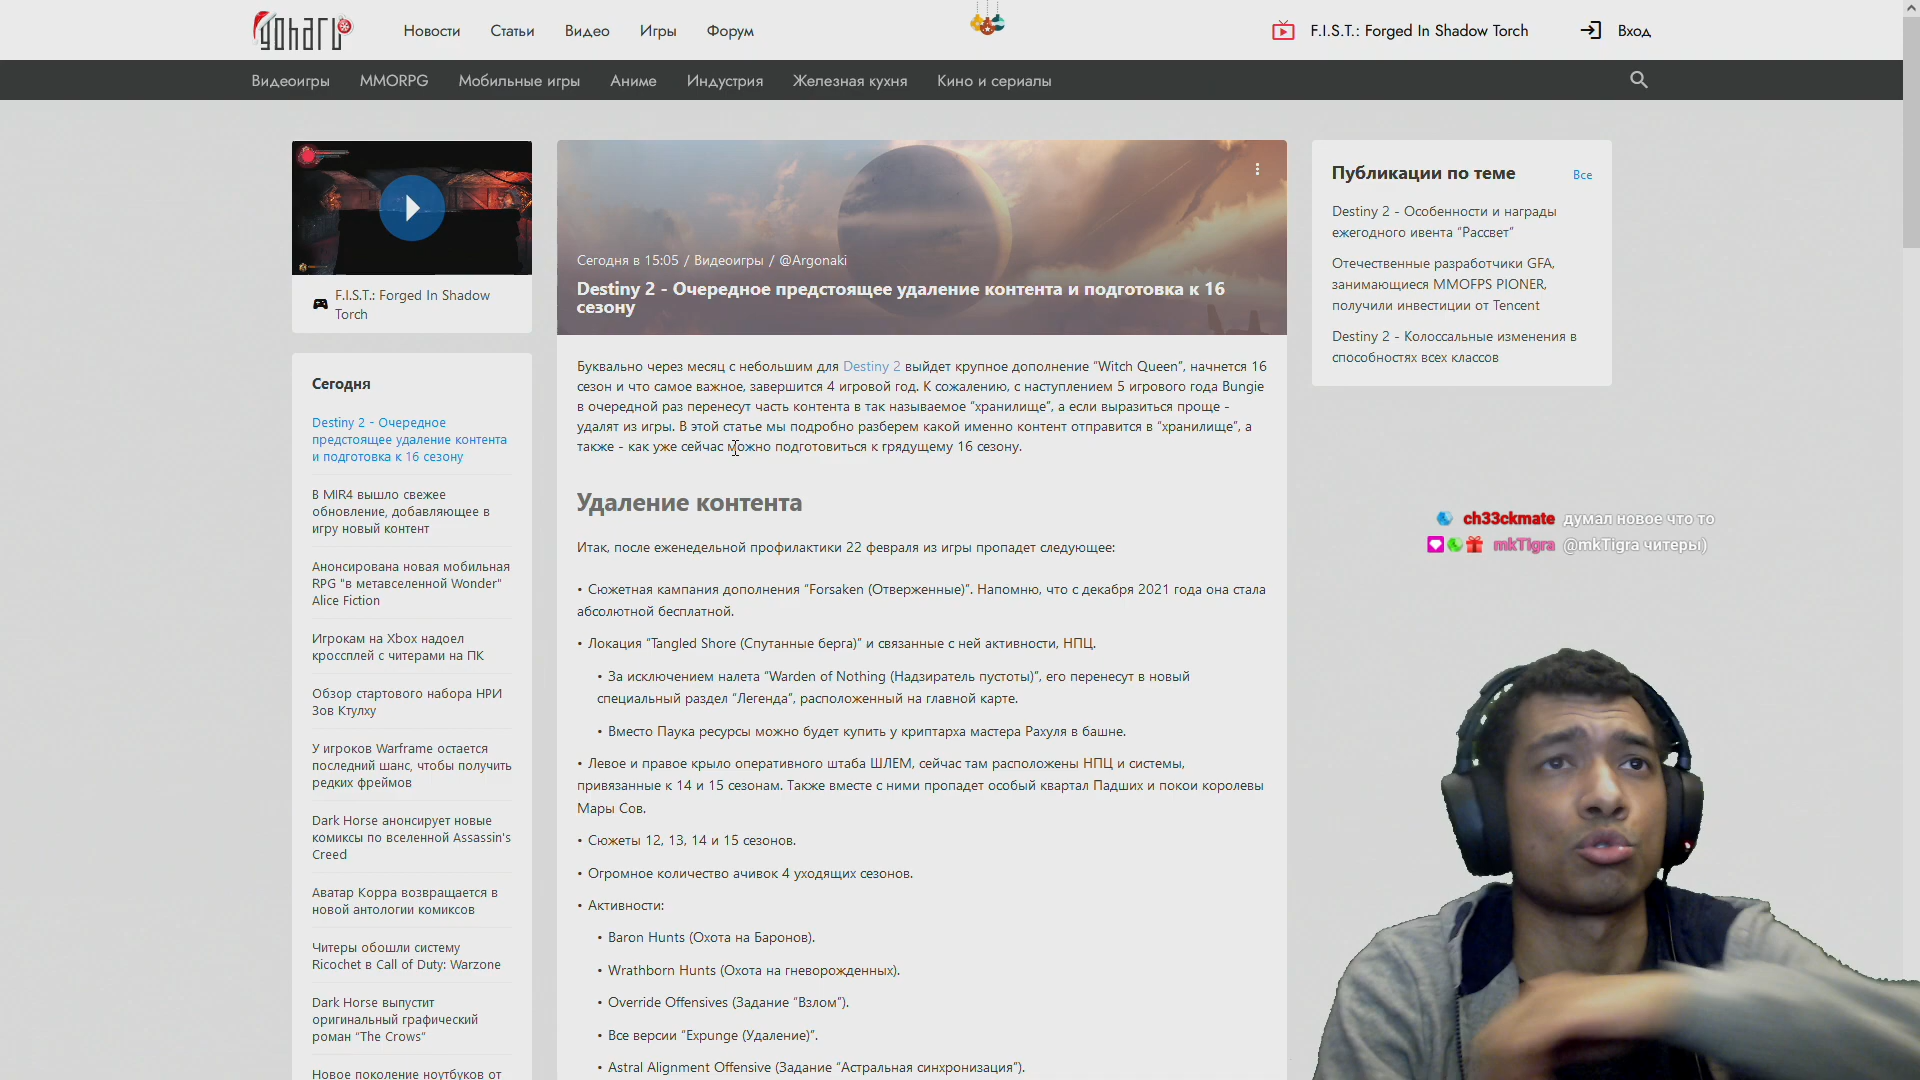 goharu
Новости
Статьи
Видео
Игры
Форум
F.I.S.T.: Forged In Shadow Torch
Вход
Видеоигры
MMORPG
Мобильные игры
Аниме
Индустрия
Железная кухня
Кино и сериалы
F.I.S.T.: Forged In Shadow
Torch
Сегодня
Destiny 2 - Очередное
предстоящее удаление контента
и подготовка к 16 сезону
В MIR4 вышло свежее
обновление, добавляющее в
игру новый контент
Анонсирована новая мобильная
RPG "в метавселенной Wonder"
Alice Fiction
Игрокам на Xbox надоел
кроссплей с читерами на ПК
Обзор стартового набора НРИ
Зов Ктулху
У игроков Warframe остается
последний шанс, чтобы получить
редких фреймов
Dark Horse анонсирует новые
комиксы по вселенной Assassin's
Creed
Аватар Корра возвращается в
новой антологии комиксов
Читеры обошли систему
Ricochet в Call of Duty: Warzone
Dark Horse выпустит
оригинальный графический
роман “The Crows”
Новое поколение ноутбуков от
Сегодня в 15:05 / Видеоигры / @Argonaki
Destiny 2 - Очередное предстоящее удаление контента и подготовка к 16
сезону
Буквально через месяц с небольшим для Destiny 2 выйдет крупное дополнение “Witch Queen”, начнется 16
сезон и что самое важное, завершится 4 игровой год. К сожалению, с наступлением 5 игрового года Bungie
в очередной раз перенесут часть контента в так называемое “хранилище”, а если выразиться проще -
удалят из игры. В этой статье мы подробно разберем какой именно контент отправится в “хранилище”, а
также - как уже сейчас можно подготовиться к грядущему 16 сезону.
Удаление контента
Итак, после еженедельной профилактики 22 февраля из игры пропадет следующее:
• Сюжетная кампания дополнения “Forsaken (Отверженные)”. Напомню, что с декабря 2021 года она стала
абсолютной бесплатной.
• Локация “Tangled Shore (Спутанные берга)” и связанные с ней активности, НПЦ.
• За исключением налета “Warden of Nothing (Надзиратель пустоты)”, его перенесут в новый
специальный раздел “Легенда”, расположенный на главной карте.
• Вместо Паука ресурсы можно будет купить у криптарха мастера Рахуля в башне.
• Левое и правое крыло оперативного штаба ШЛЕМ, сейчас там расположены НПЦ и системы,
привязанные к 14 и 15 сезонам. Также вместе с ними пропадет особый квартал Падших и покои королевы
Мары Сов.
• Сюжеты 12, 13, 14 и 15 сезонов.
• Огромное количество ачивок 4 уходящих сезонов.
• Активности:
• Baron Hunts (Охота на Баронов).
• Wrathborn Hunts (Охота на гневорожденных).
• Override Offensives (Задание “Взлом”).
• Все версии “Expunge (Удаление)”.
• Astral Alignment Offensive (Задание “Астральная синхронизация”).
Публикации по теме
Все
Destiny 2 - Особенности и награды
ежегодного ивента “Рассвет”
Отечественные разработчики GFA,
занимающиеся MMOFPS PIONER,
получили инвестиции от Tencent
Destiny 2 - Колоссальные изменения в
способностях всех классов
ch33ckmate думал новое что то
mkTigra @mkTigra читеры)